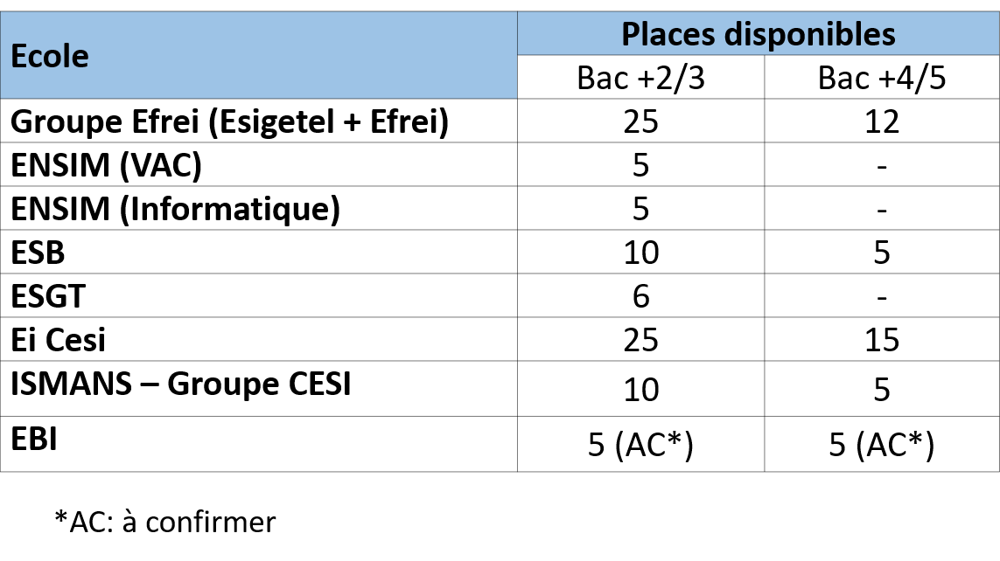 Ecole Places disponibles
Bac +2/3 Bac +4/5
Groupe Efrei (Esigetel + Efrei) 25 12
ENSIM (VAC) 5 -
ENSIM (Informatique) 5 -
ESB 10 5
ESGT 6 -
Ei Cesi 25 15
ISMANS – Groupe CESI 10 5
EBI 5 (AC*) 5 (AC*)
*AC: à confirmer